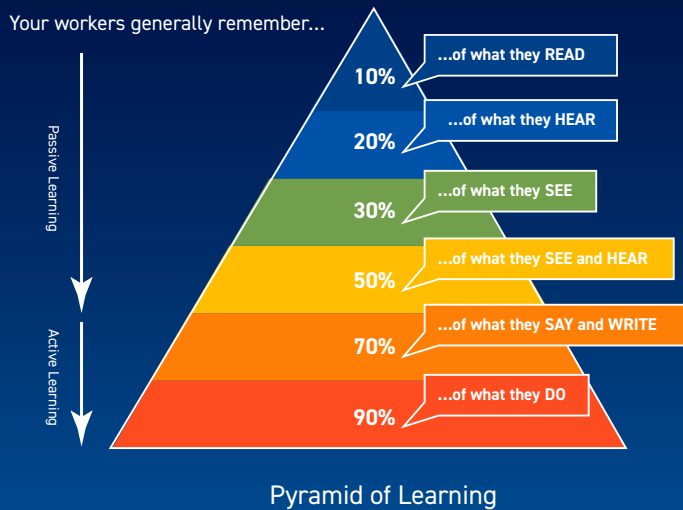 Your workers generally remember...
10%
...of what they READ
20%
...of what they HEAR
30%
...of what they SEE
50%
...of what they SEE and HEAR
70%
...of what they SAY and WRITE
90%
...of what they DO
Passive Learning
Active Learning
Pyramid of Learning